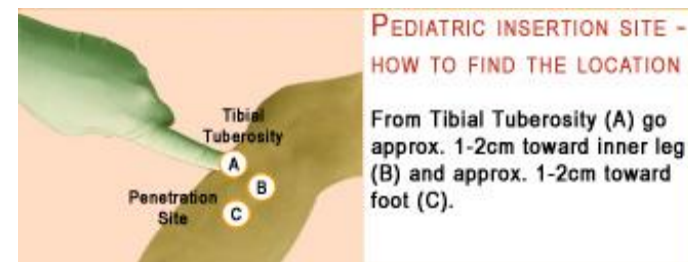 PEDIATRIC INSERTION SITE -
HOW TO FIND THE LOCATION
From Tibial Tuberosity (A) go
approx. 1-2cm toward inner leg
(B) and approx. 1-2cm toward
foot (C).
Tibial
Tuberosity
A
B
Penetration
Site
C